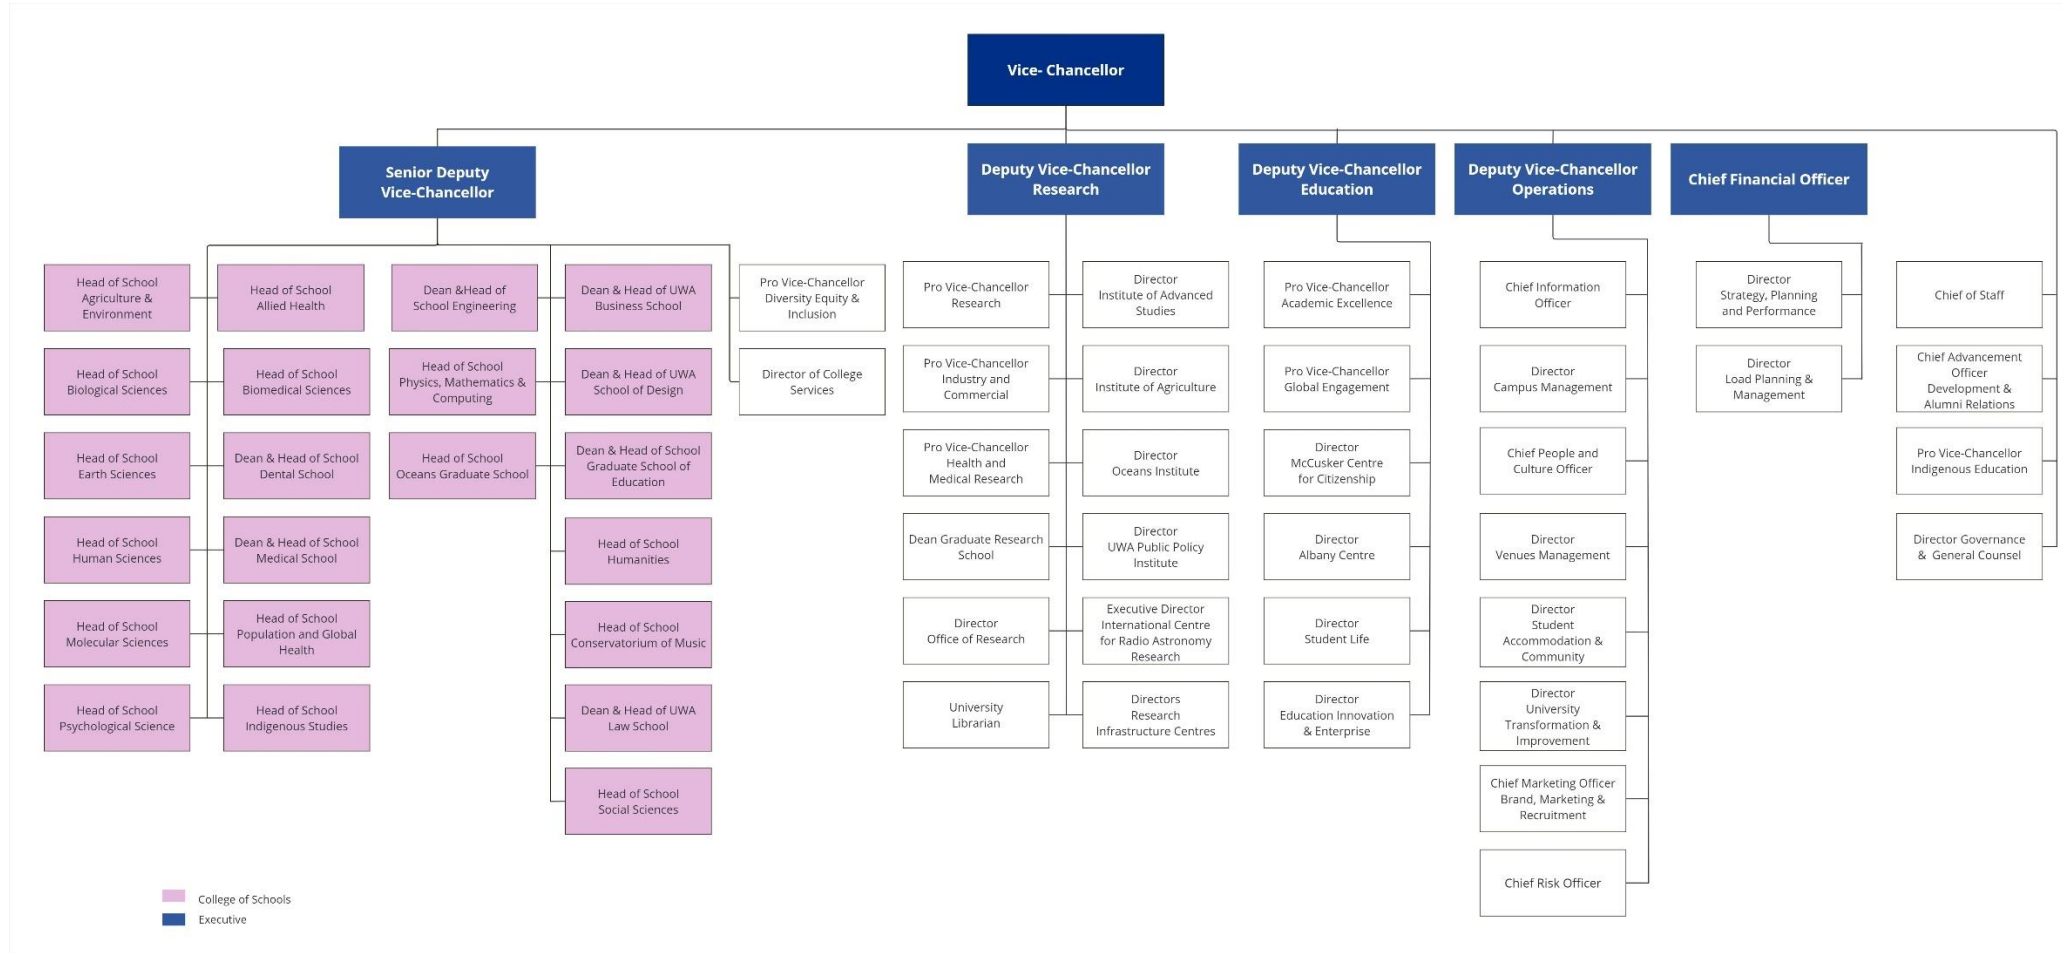 Vice- Chancellor
Senior Deputy
Vice-Chancellor
Deputy Vice-Chancellor
Research
Deputy Vice-Chancellor
Education
Deputy Vice-Chancellor
Operations
Chief Financial Officer
Head of School
Agriculture &
Environment
Head of School
Biological Sciences
Head of School
Earth Sciences
Head of School
Human Sciences
Head of School
Molecular Sciences
Head of School
Psychological Science
Head of School
Allied Health
Head of School
Biomedical Sciences
Dean & Head of School
Dental School
Dean & Head of School
Medical School
Head of School
Population and Global
Health
Head of School
Indigenous Studies
Dean &Head of
School Engineering
Head of School
Physics, Mathematics &
Computing
Head of School
Oceans Graduate School
Dean & Head of UWA
Business School
Dean & Head of UWA
School of Design
Dean & Head of School
Graduate School of
Education
Head of School
Humanities
Head of School
Conservatorium of Music
Dean & Head of UWA
Law School
Head of School
Social Sciences
Pro Vice-Chancellor
Diversity Equity &
Inclusion
Director of College
Services
Pro Vice-Chancellor
Research
Pro Vice-Chancellor
Industry and
Commercial
Pro Vice-Chancellor
Health and
Medical Research
Dean Graduate Research
School
Director
Office of Research
University
Librarian
Director
Institute of Advanced
Studies
Director
Institute of Agriculture
Director
Oceans Institute
Director
UWA Public Policy
Institute
Executive Director
International Centre
for Radio Astronomy
Research
Directors
Research
Infrastructure Centres
Pro Vice-Chancellor
Academic Excellence
Pro Vice-Chancellor
Global Engagement
Director
McCusker Centre
for Citizenship
Director
Albany Centre
Director
Student Life
Director
Education Innovation
& Enterprise
Chief Information
Officer
Director
Campus Management
Chief People and
Culture Officer
Director
Venues Management
Director
Student
Accommodation &
Community
Director
University
Transformation &
Improvement
Chief Marketing Officer
Brand, Marketing &
Recruitment
Chief Risk Officer
Director
Strategy, Planning
and Performance
Director
Load Planning &
Management
Chief of Staff
Chief Advancement
Officer
Development &
Alumni Relations
Pro Vice-Chancellor
Indigenous Education
Director Governance
& General Counsel
College of Schools
Executive